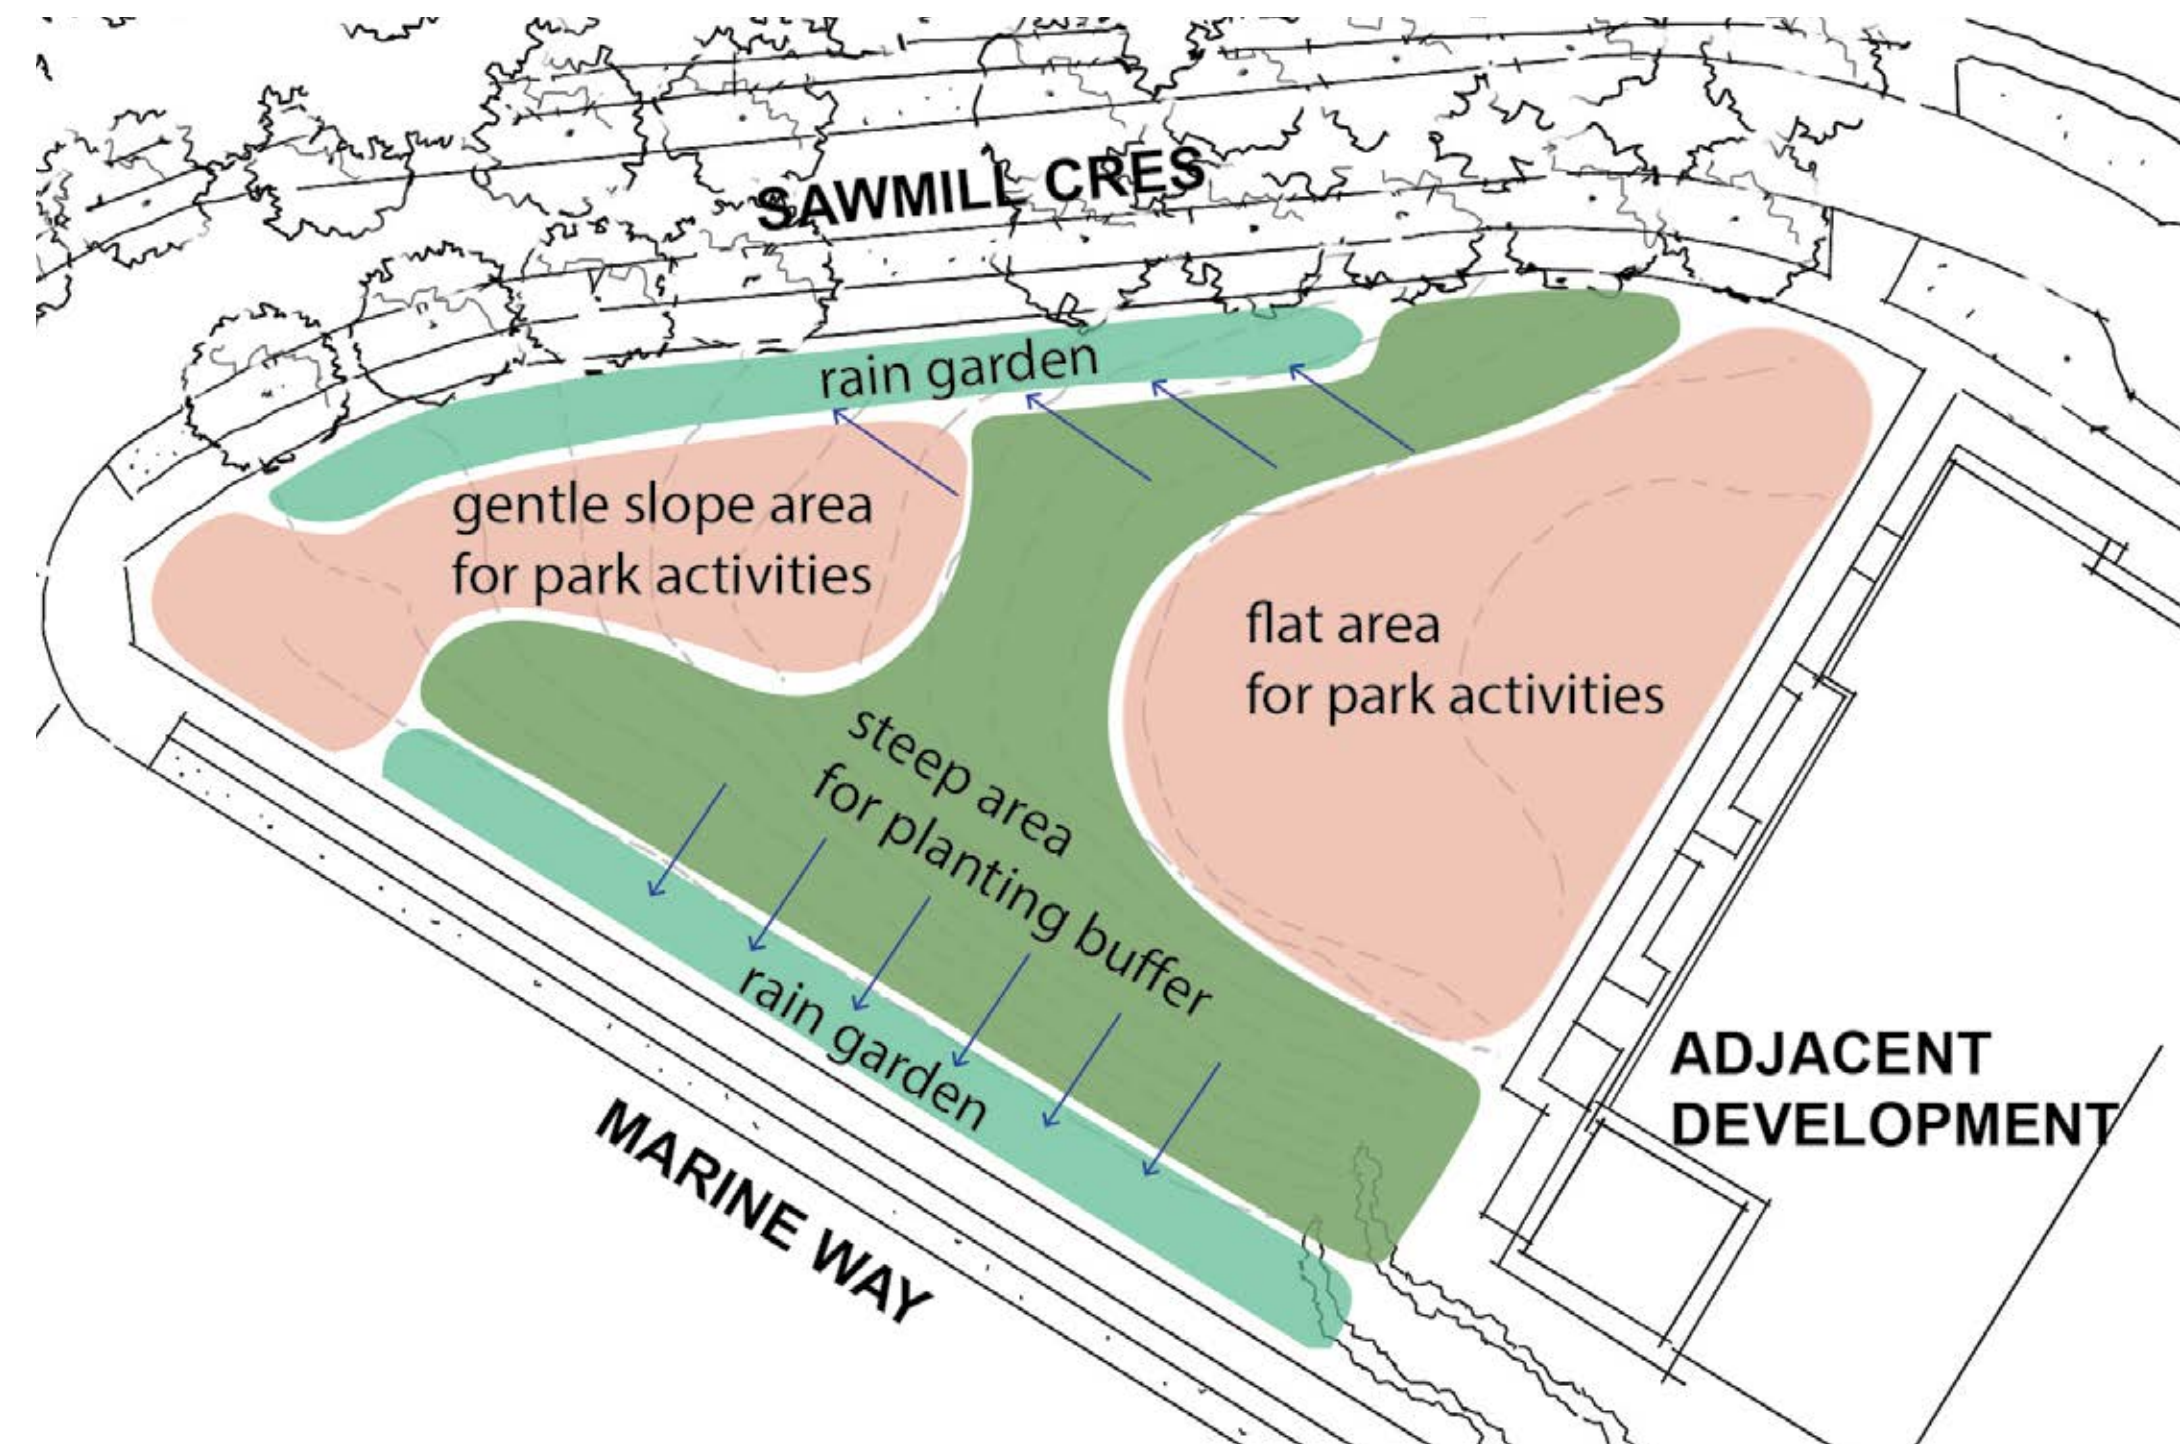 SAWMILL CRES
rain garden
gentle slope area
for park activities
flat area
for park activities
steep area
for planting buffer
rain garden
MARINE WAY
ADJACENT
DEVELOPMENT